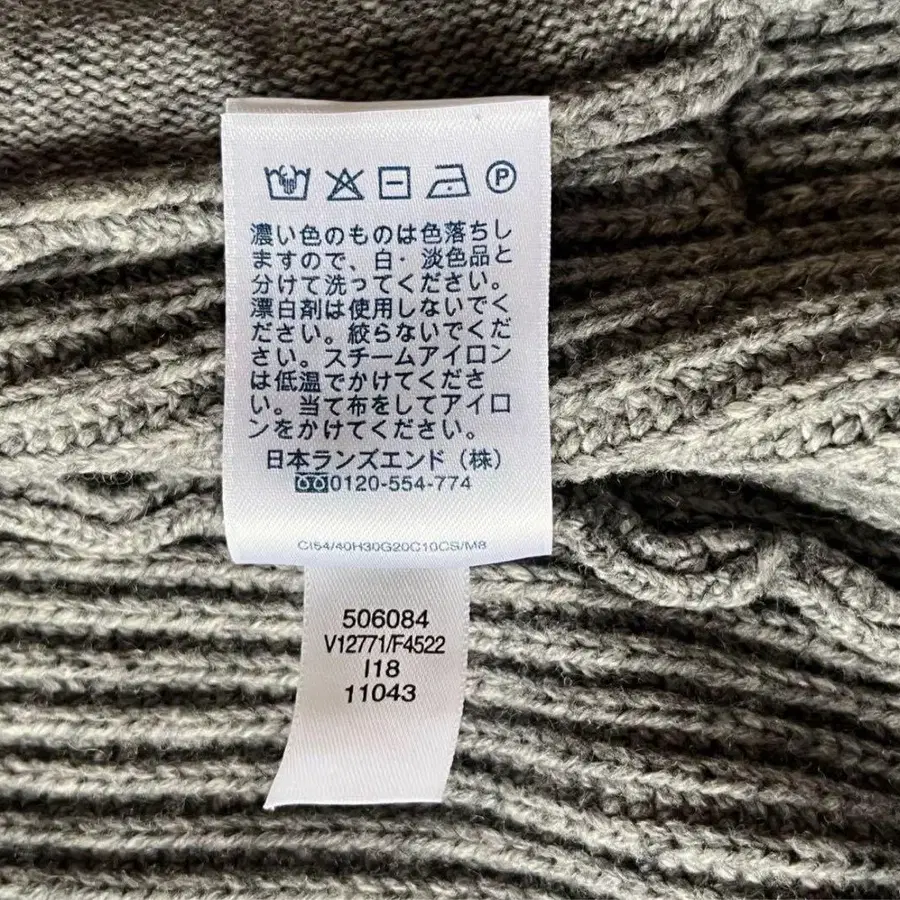 P
濃い色のものは色落ちし
ますので、白・淡色品と
分けて洗ってください。
漂白剤は使用しないでく
ださい。絞らないでくだ
さい。スチームアイロン
は低温でかけてくださ
い。当て布をしてアイロ
ンをかけてください。
日本ランズエンド（株）
0120-554-774
CI54/40H30G20C10CS/M8
506084
V12771/F4522
I18
11043